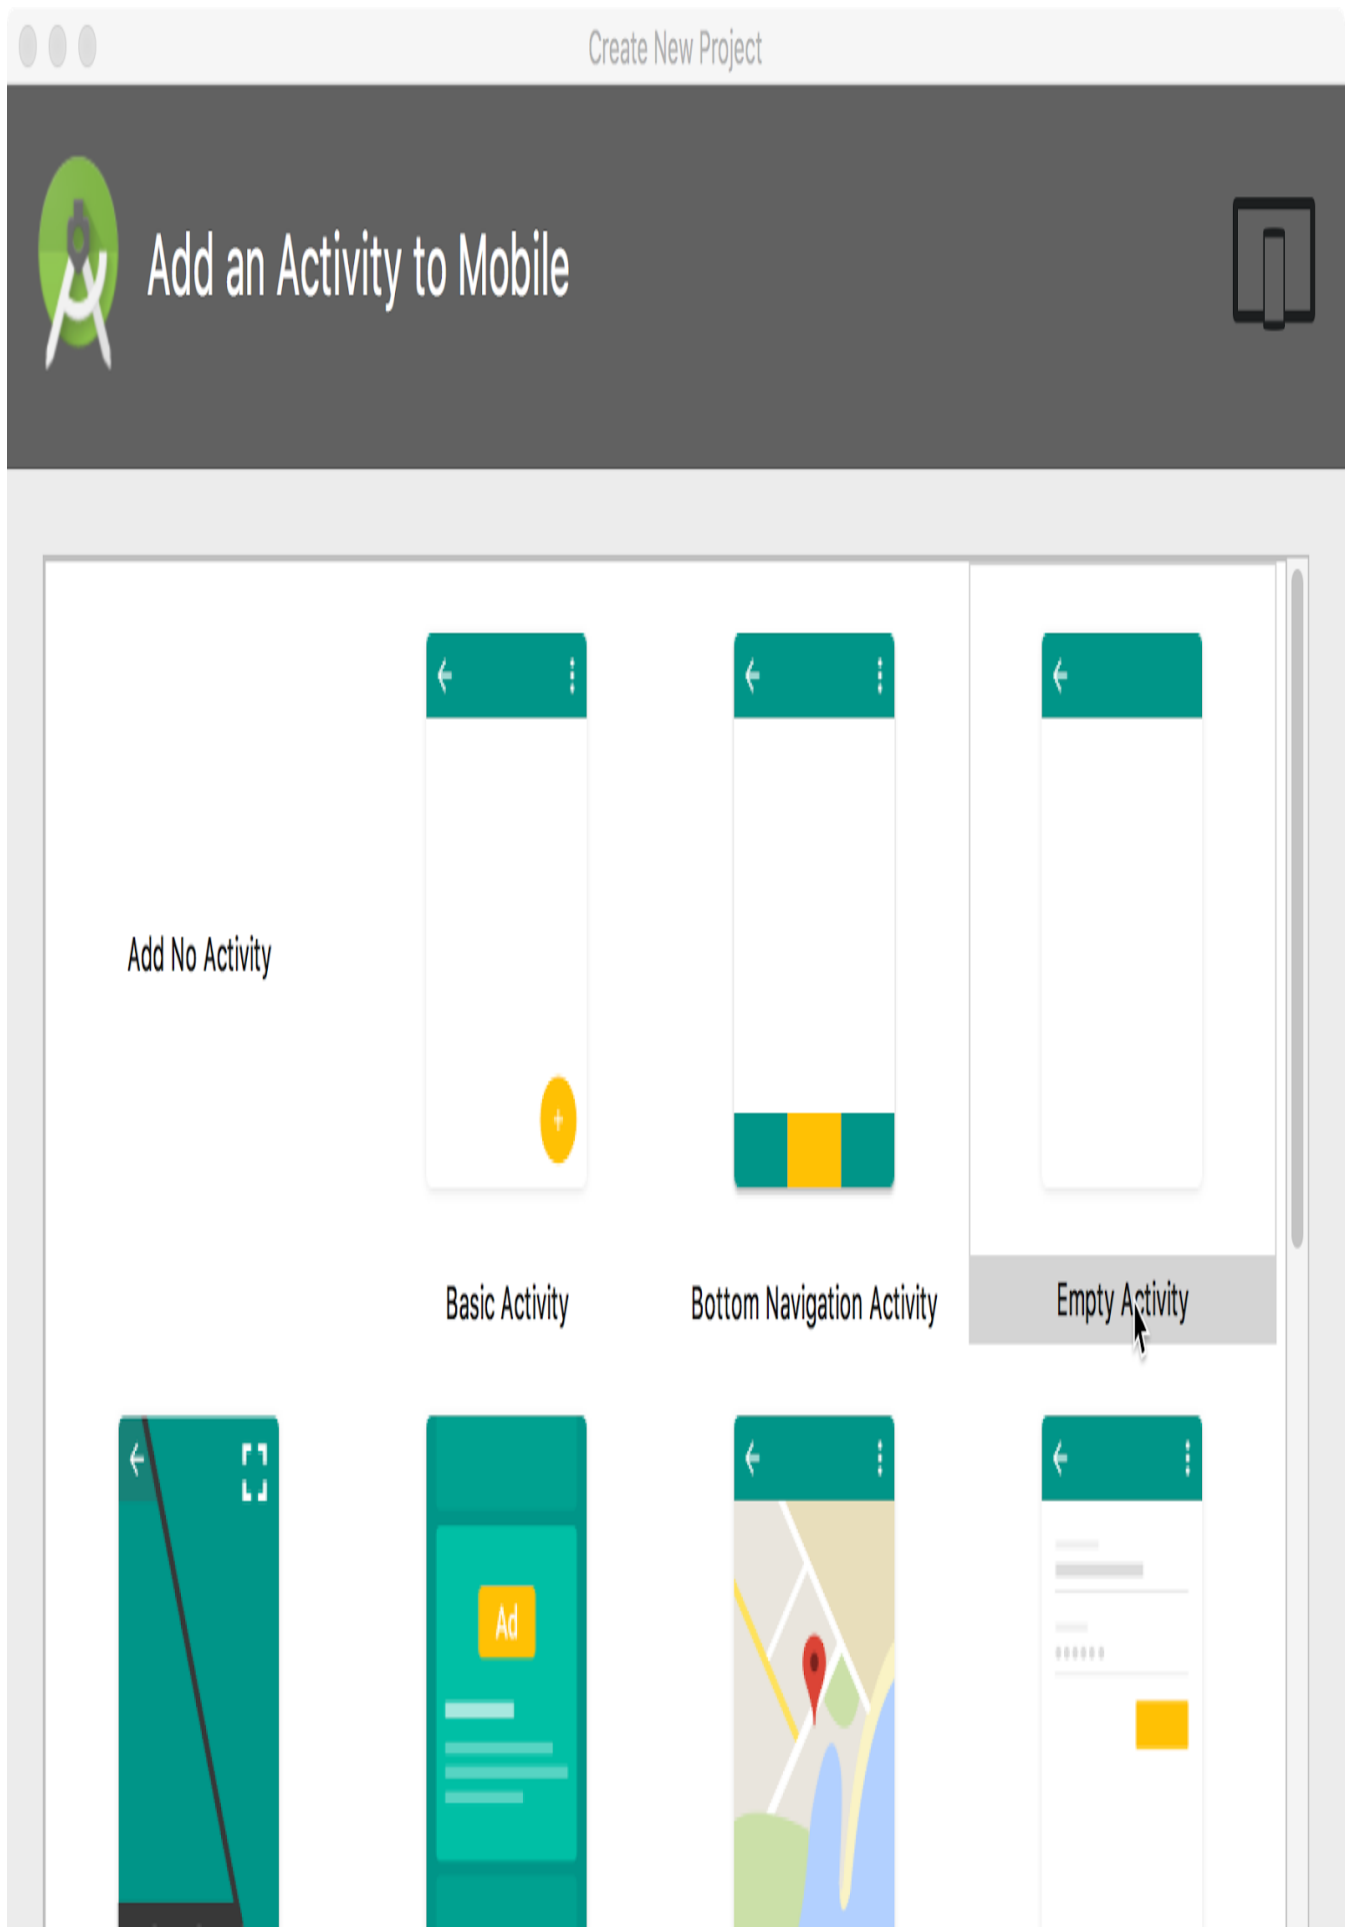 Create New Project
Add an Activity to Mobile
Add No Activity
Basic Activity
Bottom Navigation Activity
Empty Activity
Ad